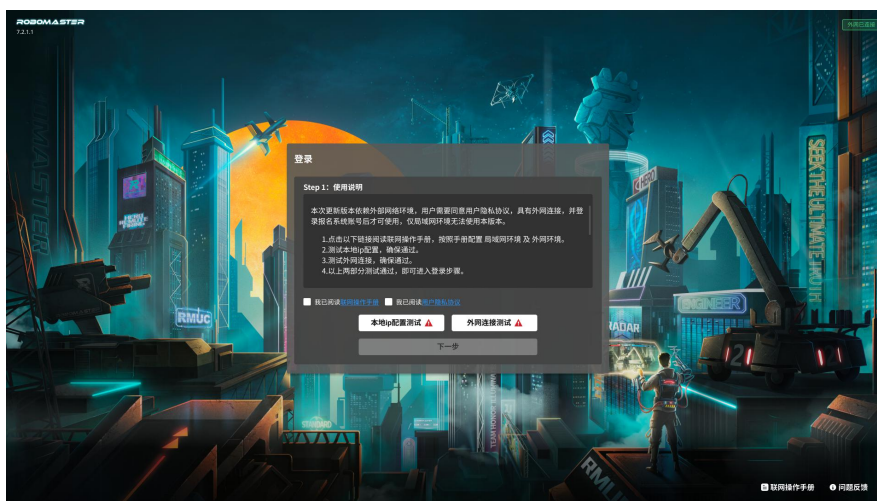 ROBOMASTER
7.2.1.1
外网已连接
登录
Step 1：使用说明
本次更新版本依赖外部网络环境，用户需要同意用户隐私协议，具有外网连接，并登
录报名系统账号后才可使用，仅局域网环境无法使用本版本。
1.点击以下链接阅读联网操作手册，按照手册配置 局域网环境 及 外网环境。
2.测试本地ip配置，确保通过。
3.测试外网连接，确保通过。
4.以上两部分测试通过，即可进入登录步骤。
我已阅读联网操作手册 我已阅读用户隐私协议
本地ip配置测试
外网连接测试
下一步
RMUC
HERO
ENGINEER
RADAR
SEEK THE ULTIMATE TRUTH
STANDARD
21
联网操作手册
问题反馈